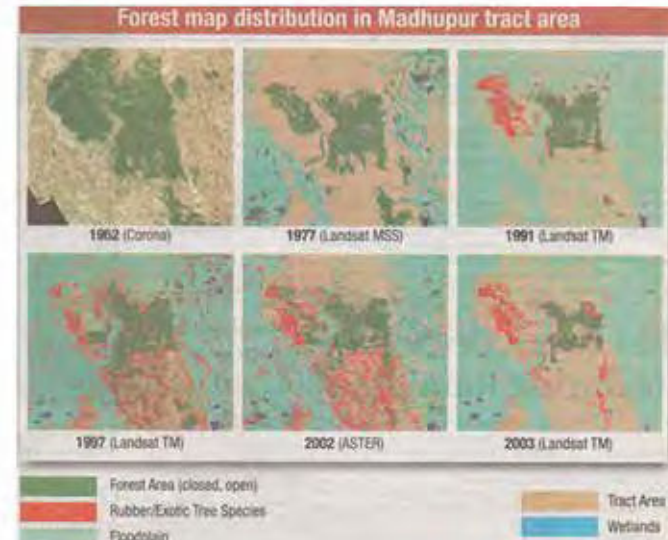 Forest map distribution in Madhupur tract area
1962 (Corona)
1977 (Landsat MSS)
1991 (Landsat TM)
1997 (Landsat TM)
2002 (ASTER)
2003 (Landsat TM)
Forest Area (closed, open)
Rubber/Exotic Tree Species
Floodplain
Tract Area
Wetlands